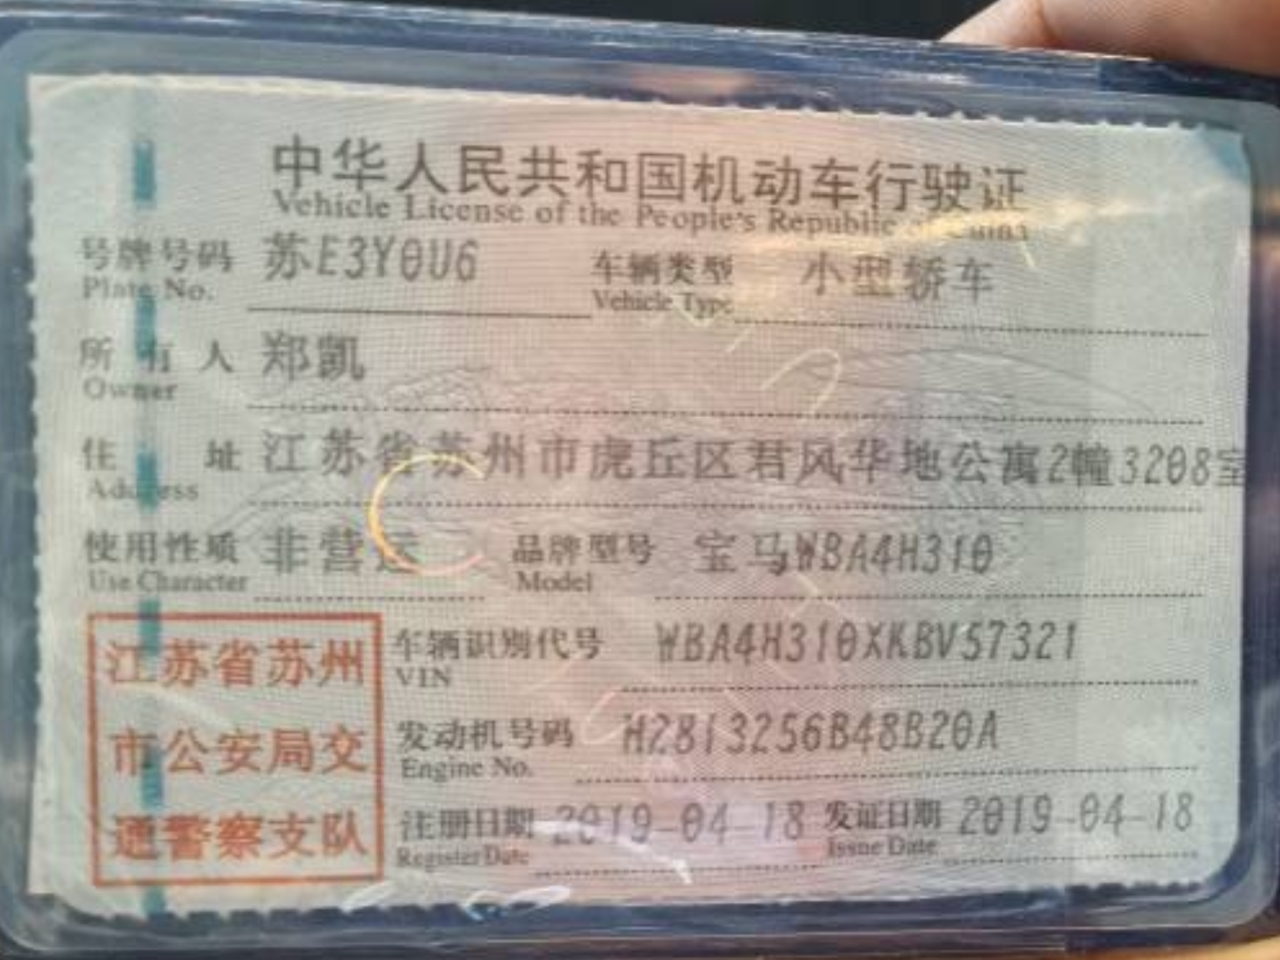 中华人民共和国机动车行驶证
Vehicle License of the People's Republic of China
号牌号码 苏E3Y0U6 车辆类型 小型轿车
Plate No. Vehicle Type
所有人 郑凯
Owner
住址 江苏省苏州市虎丘区君风华地公寓2幢3208室
Address
使用性质 非营运 品牌型号 宝马WBA4H310
Use Character Model
江苏省苏州
市公安局交
通警察支队
车辆识别代号 WBA4H310XKBV57321
VIN
发动机号码 H2813256B48B20A
Engine No.
注册日期 2019-04-18 发证日期 2019-04-18
Register Date Issue Date